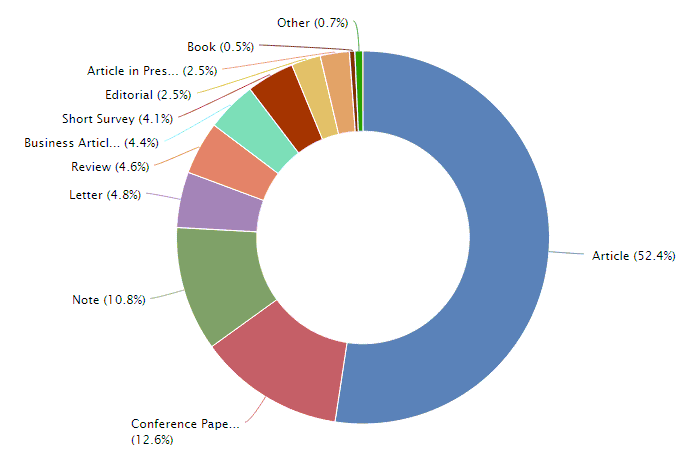 Other (0.7%)
Book (0.5%)
Article in Pres... (2.5%)
Editorial (2.5%)
Short Survey (4.1%)
Business Articl... (4.4%)
Review (4.6%)
Letter (4.8%)
Article (52.4%)
Note (10.8%)
Conference Pape...
(12.6%)